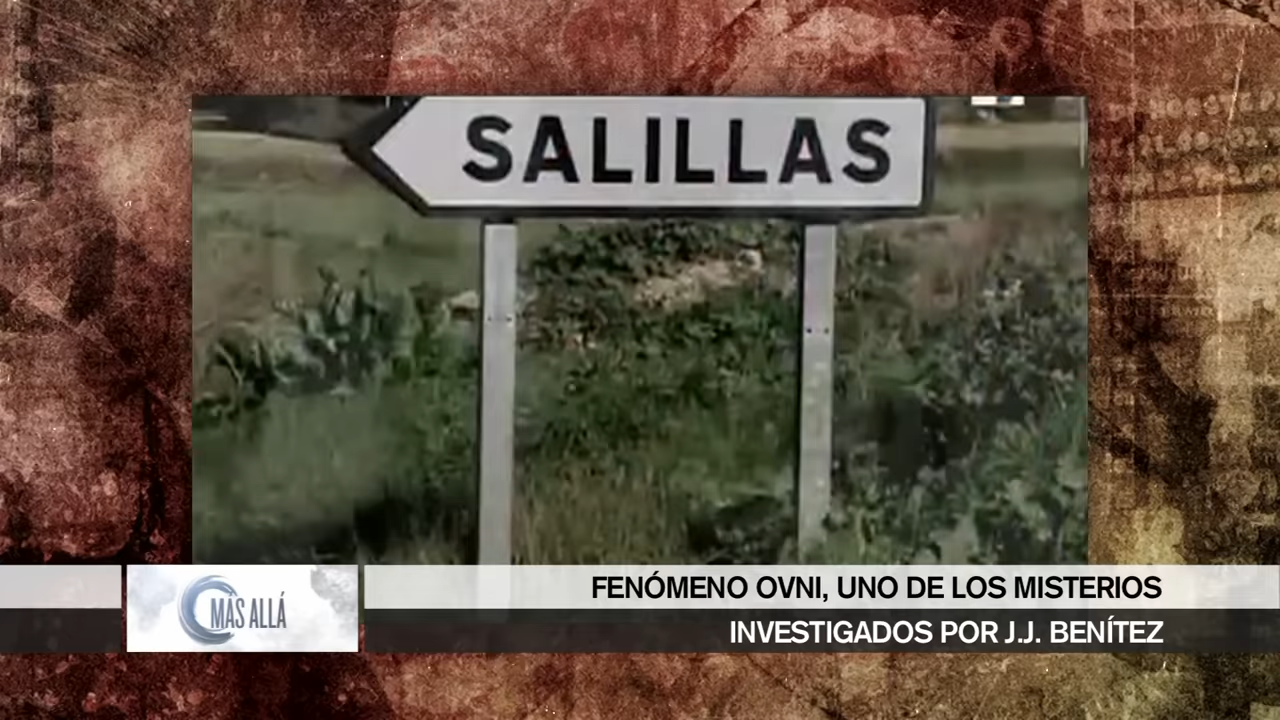 SALILLAS
FENÓMENO OVNI, UNO DE LOS MISTERIOS
MÁS ALLÁ
INVESTIGADOS POR J.J. BENÍTEZ